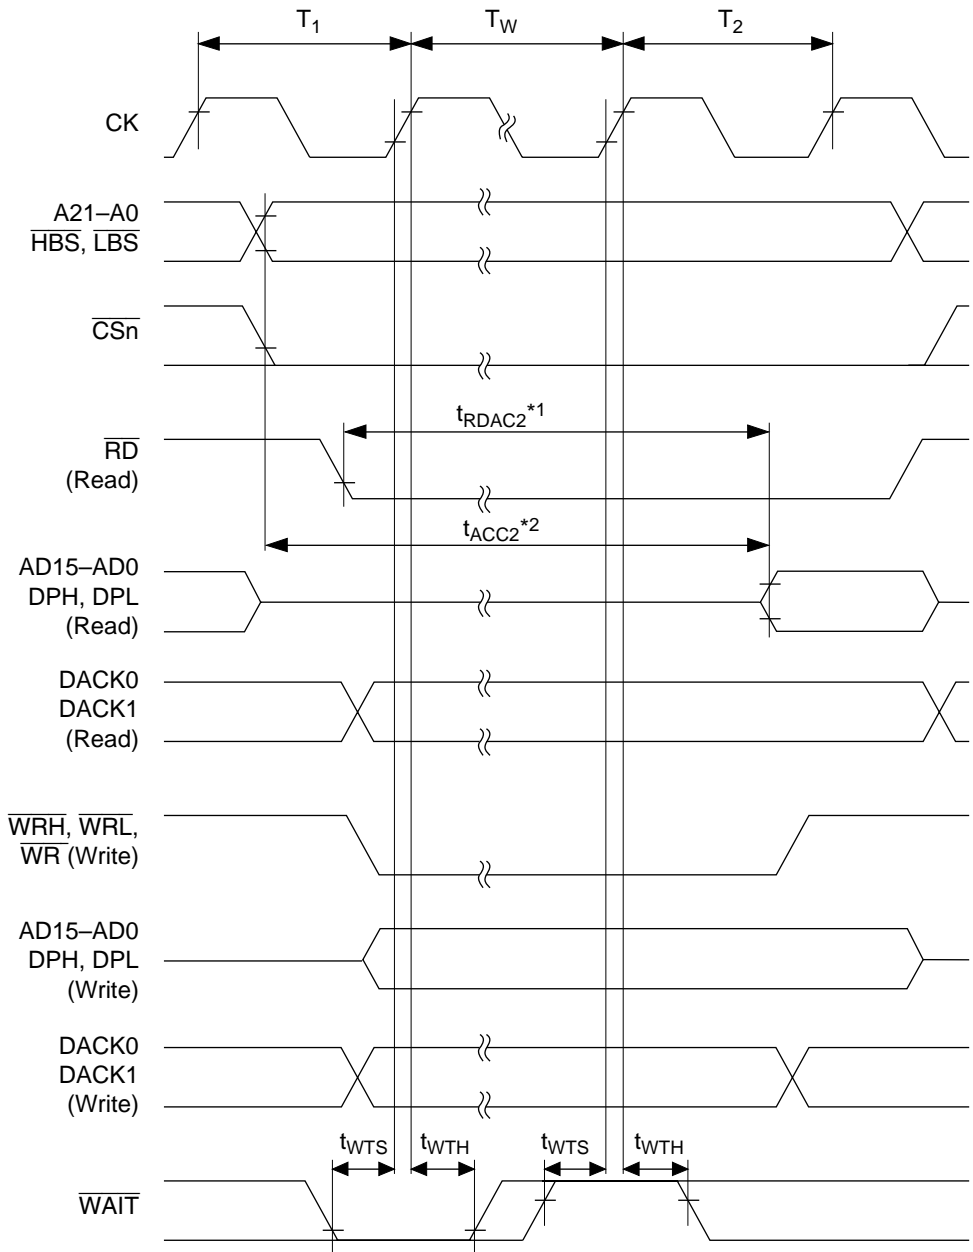 T1 TW T2
CK
A21–A0
HBS, LBS
CSn
tRDAC2*1
RD
(Read)
tACC2*2
AD15–AD0
DPH, DPL
(Read)
DACK0
DACK1
(Read)
WRH, WRL,
WR (Write)
AD15–AD0
DPH, DPL
(Write)
DACK0
DACK1
(Write)
tWTS tWTH tWTS tWTH
WAIT